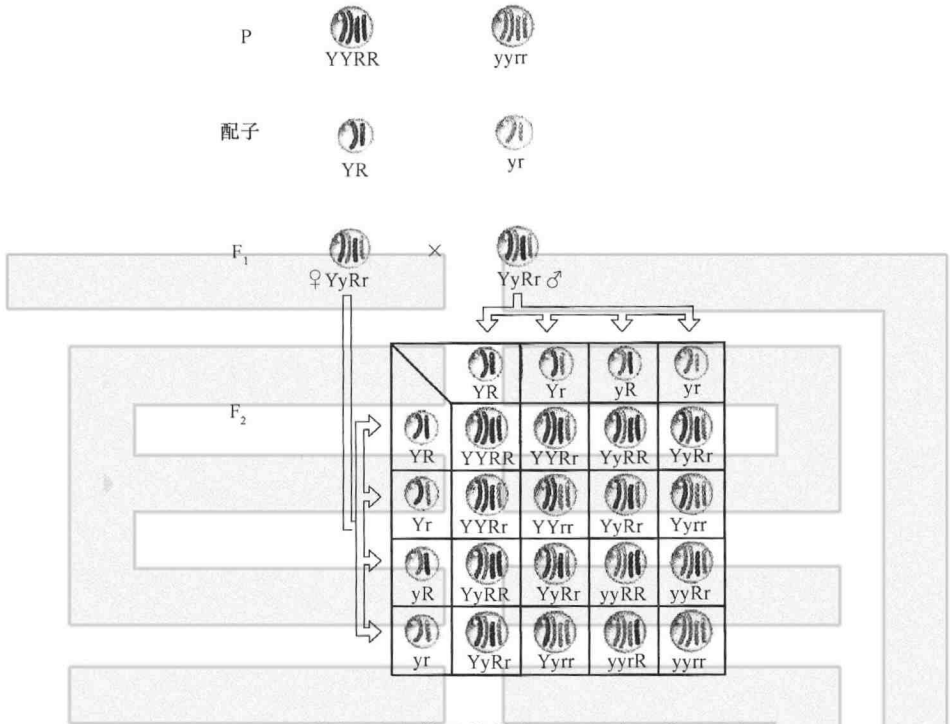 P
YYRR yyrr
配子
YR yr
F₁ ×
♀YyRr YyRr♂
YR Yr yR yr
F₂
YR YYRR YYRr YyRR YyRr
Yr YYRr YYrr YyRr Yyrr
yR YyRR YyRr yyRR yyRr
yr YyRr Yyrr yyrR yyrr